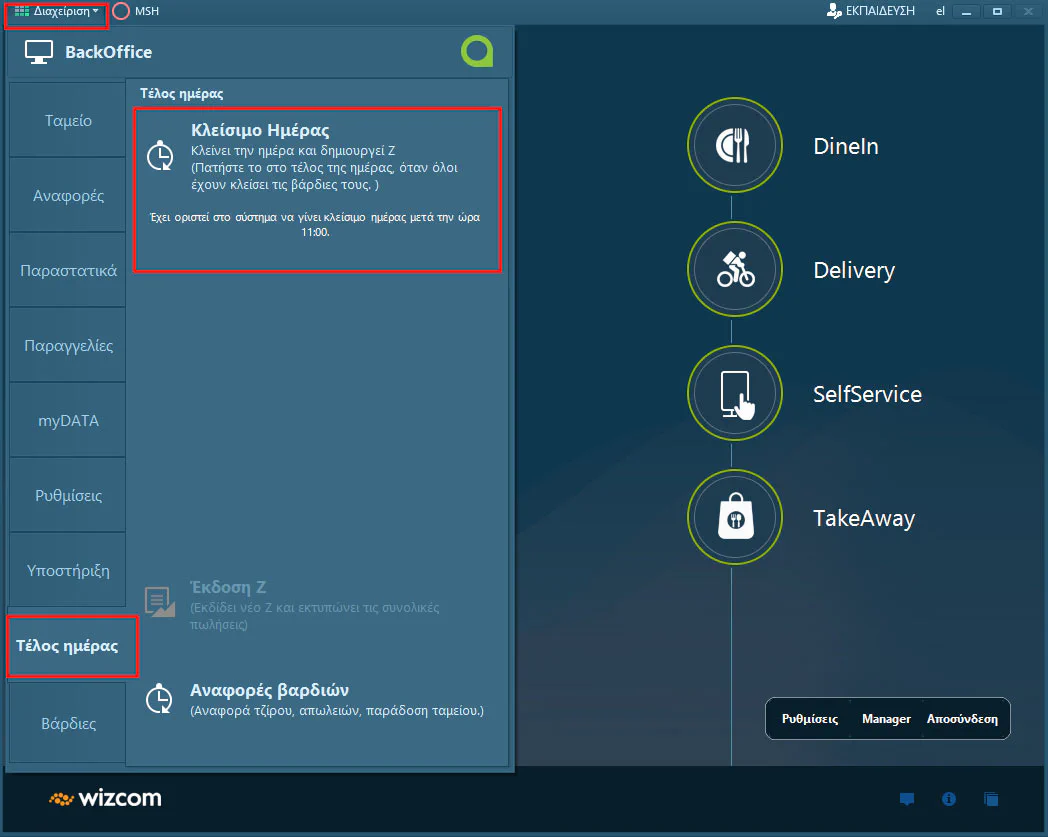 Διαχείριση
MSH
ΕΚΠΑΙΔΕΥΣΗ
el
BackOffice
Ταμείο
Αναφορές
Παραστατικά
Παραγγελίες
myDATA
Ρυθμίσεις
Υποστήριξη
Τέλος ημέρας
Βάρδιες
Τέλος ημέρας
Κλείσιμο Ημέρας
Κλείνει την ημέρα και δημιουργεί Ζ
(Πατήστε το στο τέλος της ημέρας, όταν όλοι
έχουν κλείσει τις βάρδιες τους. )
Έχει οριστεί στο σύστημα να γίνει κλείσιμο ημέρας μετά την ώρα
11:00.
Έκδοση Ζ
(Εκδίδει νέο Ζ και εκτυπώνει τις συνολικές
πωλήσεις)
Αναφορές βαρδιών
(Αναφορά τζίρου, απωλειών, παράδοση ταμείου.)
DineIn
Delivery
SelfService
TakeAway
Ρυθμίσεις
Manager
Αποσύνδεση
wizcom